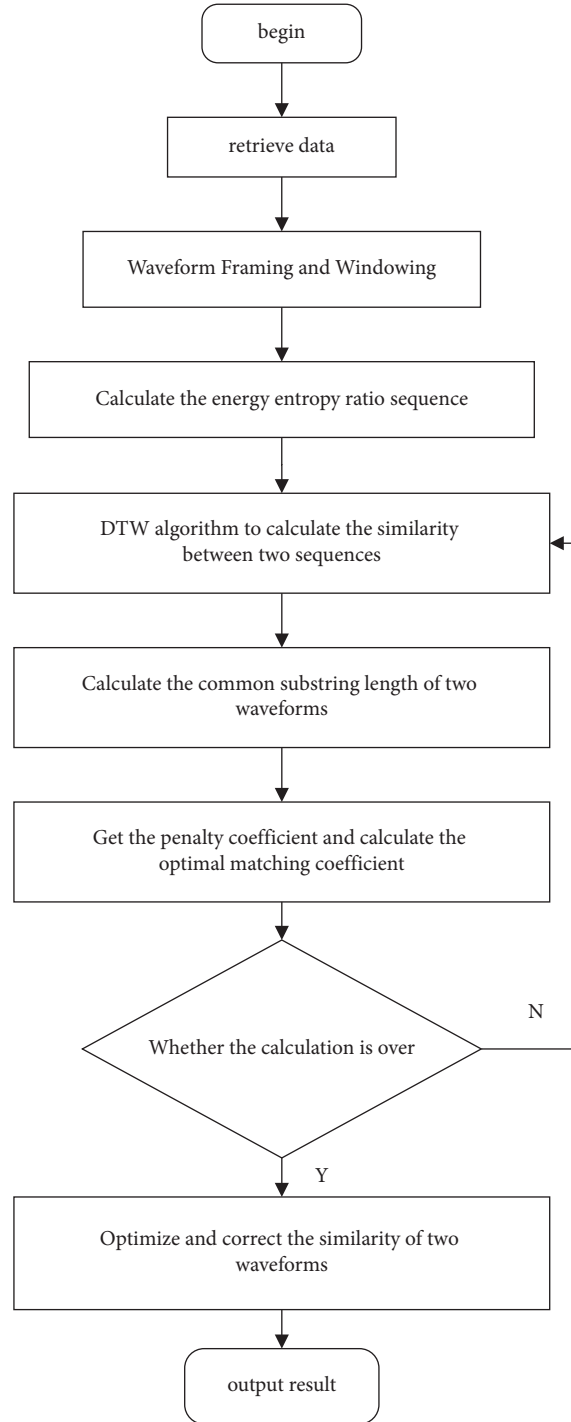 begin
retrieve data
Waveform Framing and Windowing
Calculate the energy entropy ratio sequence
DTW algorithm to calculate the similarity
between two sequences
Calculate the common substring length of two
waveforms
Get the penalty coefficient and calculate the
optimal matching coefficient
Whether the calculation is over
N
Y
Optimize and correct the similarity of two
waveforms
output result